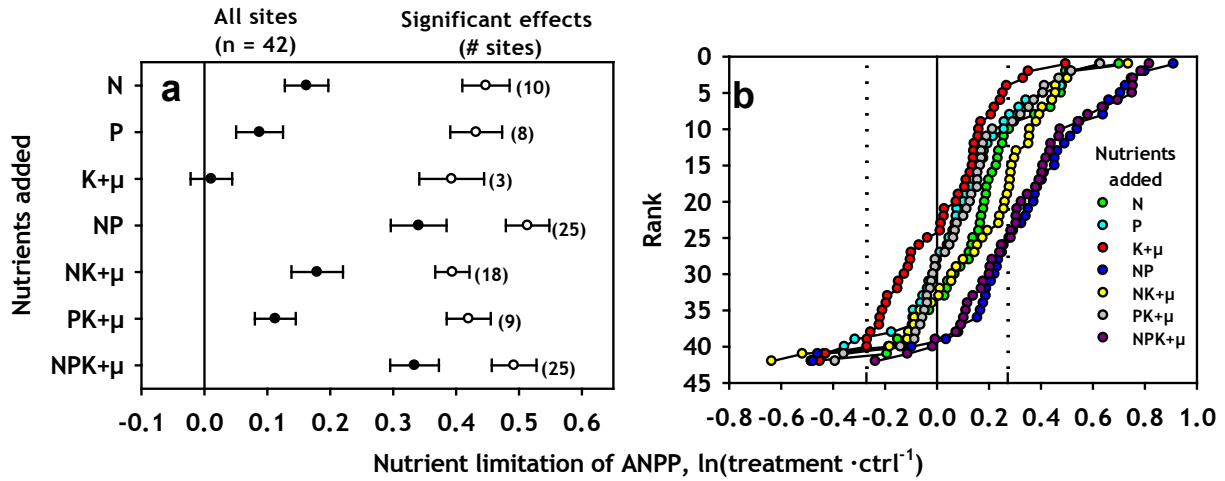 All sites
(n = 42)
Significant effects
(# sites)
a
Nutrients added
N
P
K+µ
NP
NK+µ
PK+µ
NPK+µ
(10)
(8)
(3)
(25)
(18)
(9)
(25)
-0.1 0.0 0.1 0.2 0.3 0.4 0.5 0.6
b
Rank
0
5
10
15
20
25
30
35
40
45
Nutrients
added
N
P
K+µ
NP
NK+µ
PK+µ
NPK+µ
-0.8 -0.6 -0.4 -0.2 0.0 0.2 0.4 0.6 0.8 1.0
Nutrient limitation of ANPP, ln(treatment ·ctrl⁻¹)